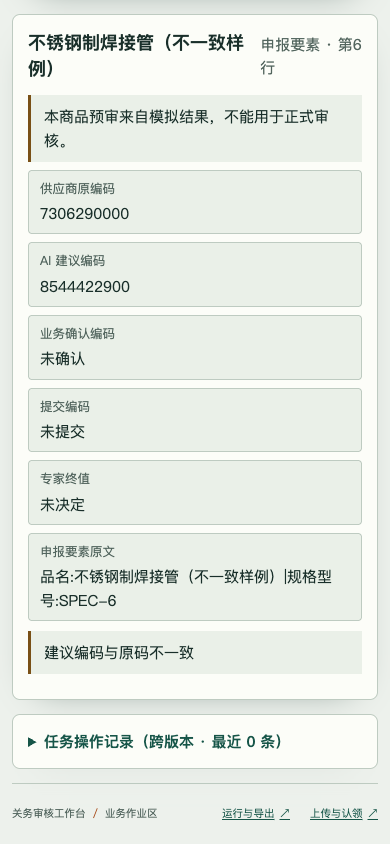 不锈钢制焊接管（不一致样
例）
申报要素 · 第6
行
本商品预审来自模拟结果，不能用于正式审
核。
供应商原编码
7306290000
AI 建议编码
8544422900
业务确认编码
未确认
提交编码
未提交
专家终值
未决定
申报要素原文
品名:不锈钢制焊接管（不一致样例）|规格型
号:SPEC-6
建议编码与原码不一致
▶ 任务操作记录（跨版本 · 最近 0 条）
关务审核工作台 / 业务作业区
运行与导出 ↗ 上传与认领 ↗